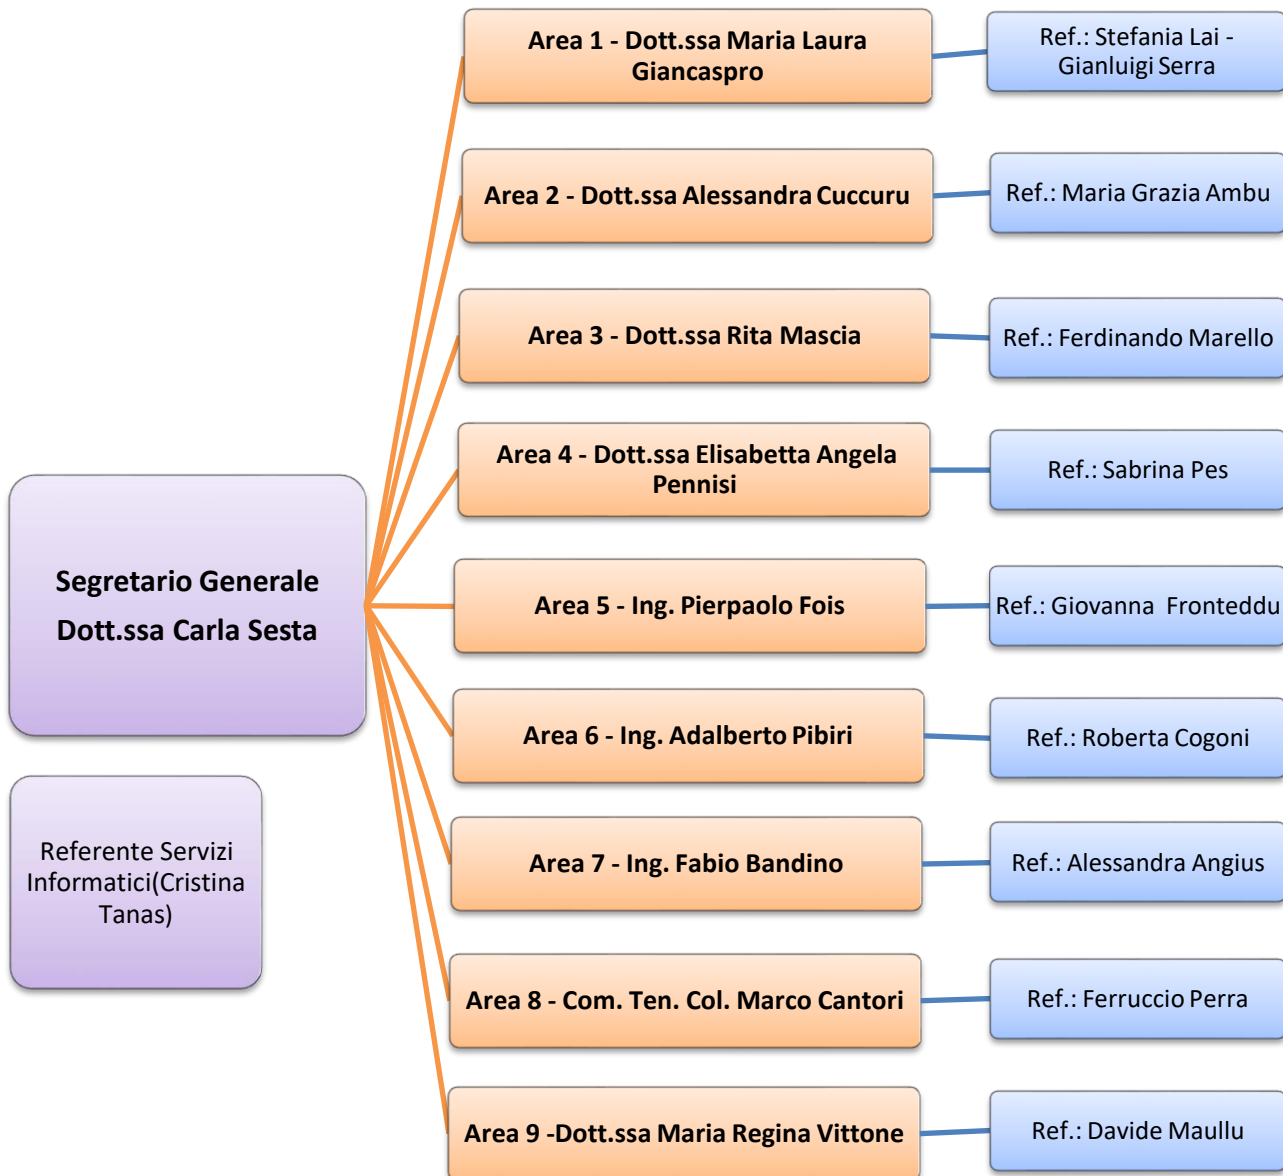 Area 1 - Dott.ssa Maria Laura
Giancaspro
Ref.: Stefania Lai -
Gianluigi Serra
Area 2 - Dott.ssa Alessandra Cuccuru
Ref.: Maria Grazia Ambu
Area 3 - Dott.ssa Rita Mascia
Ref.: Ferdinando Marello
Area 4 - Dott.ssa Elisabetta Angela
Pennisi
Ref.: Sabrina Pes
Segretario Generale
Dott.ssa Carla Sesta
Area 5 - Ing. Pierpaolo Fois
Ref.: Giovanna  Fronteddu
Area 6 - Ing. Adalberto Pibiri
Ref.: Roberta Cogoni
Referente Servizi
Informatici(Cristina
Tanas)
Area 7 - Ing. Fabio Bandino
Ref.: Alessandra Angius
Area 8 - Com. Ten. Col. Marco Cantori
Ref.: Ferruccio Perra
Area 9 -Dott.ssa Maria Regina Vittone
Ref.: Davide Maullu